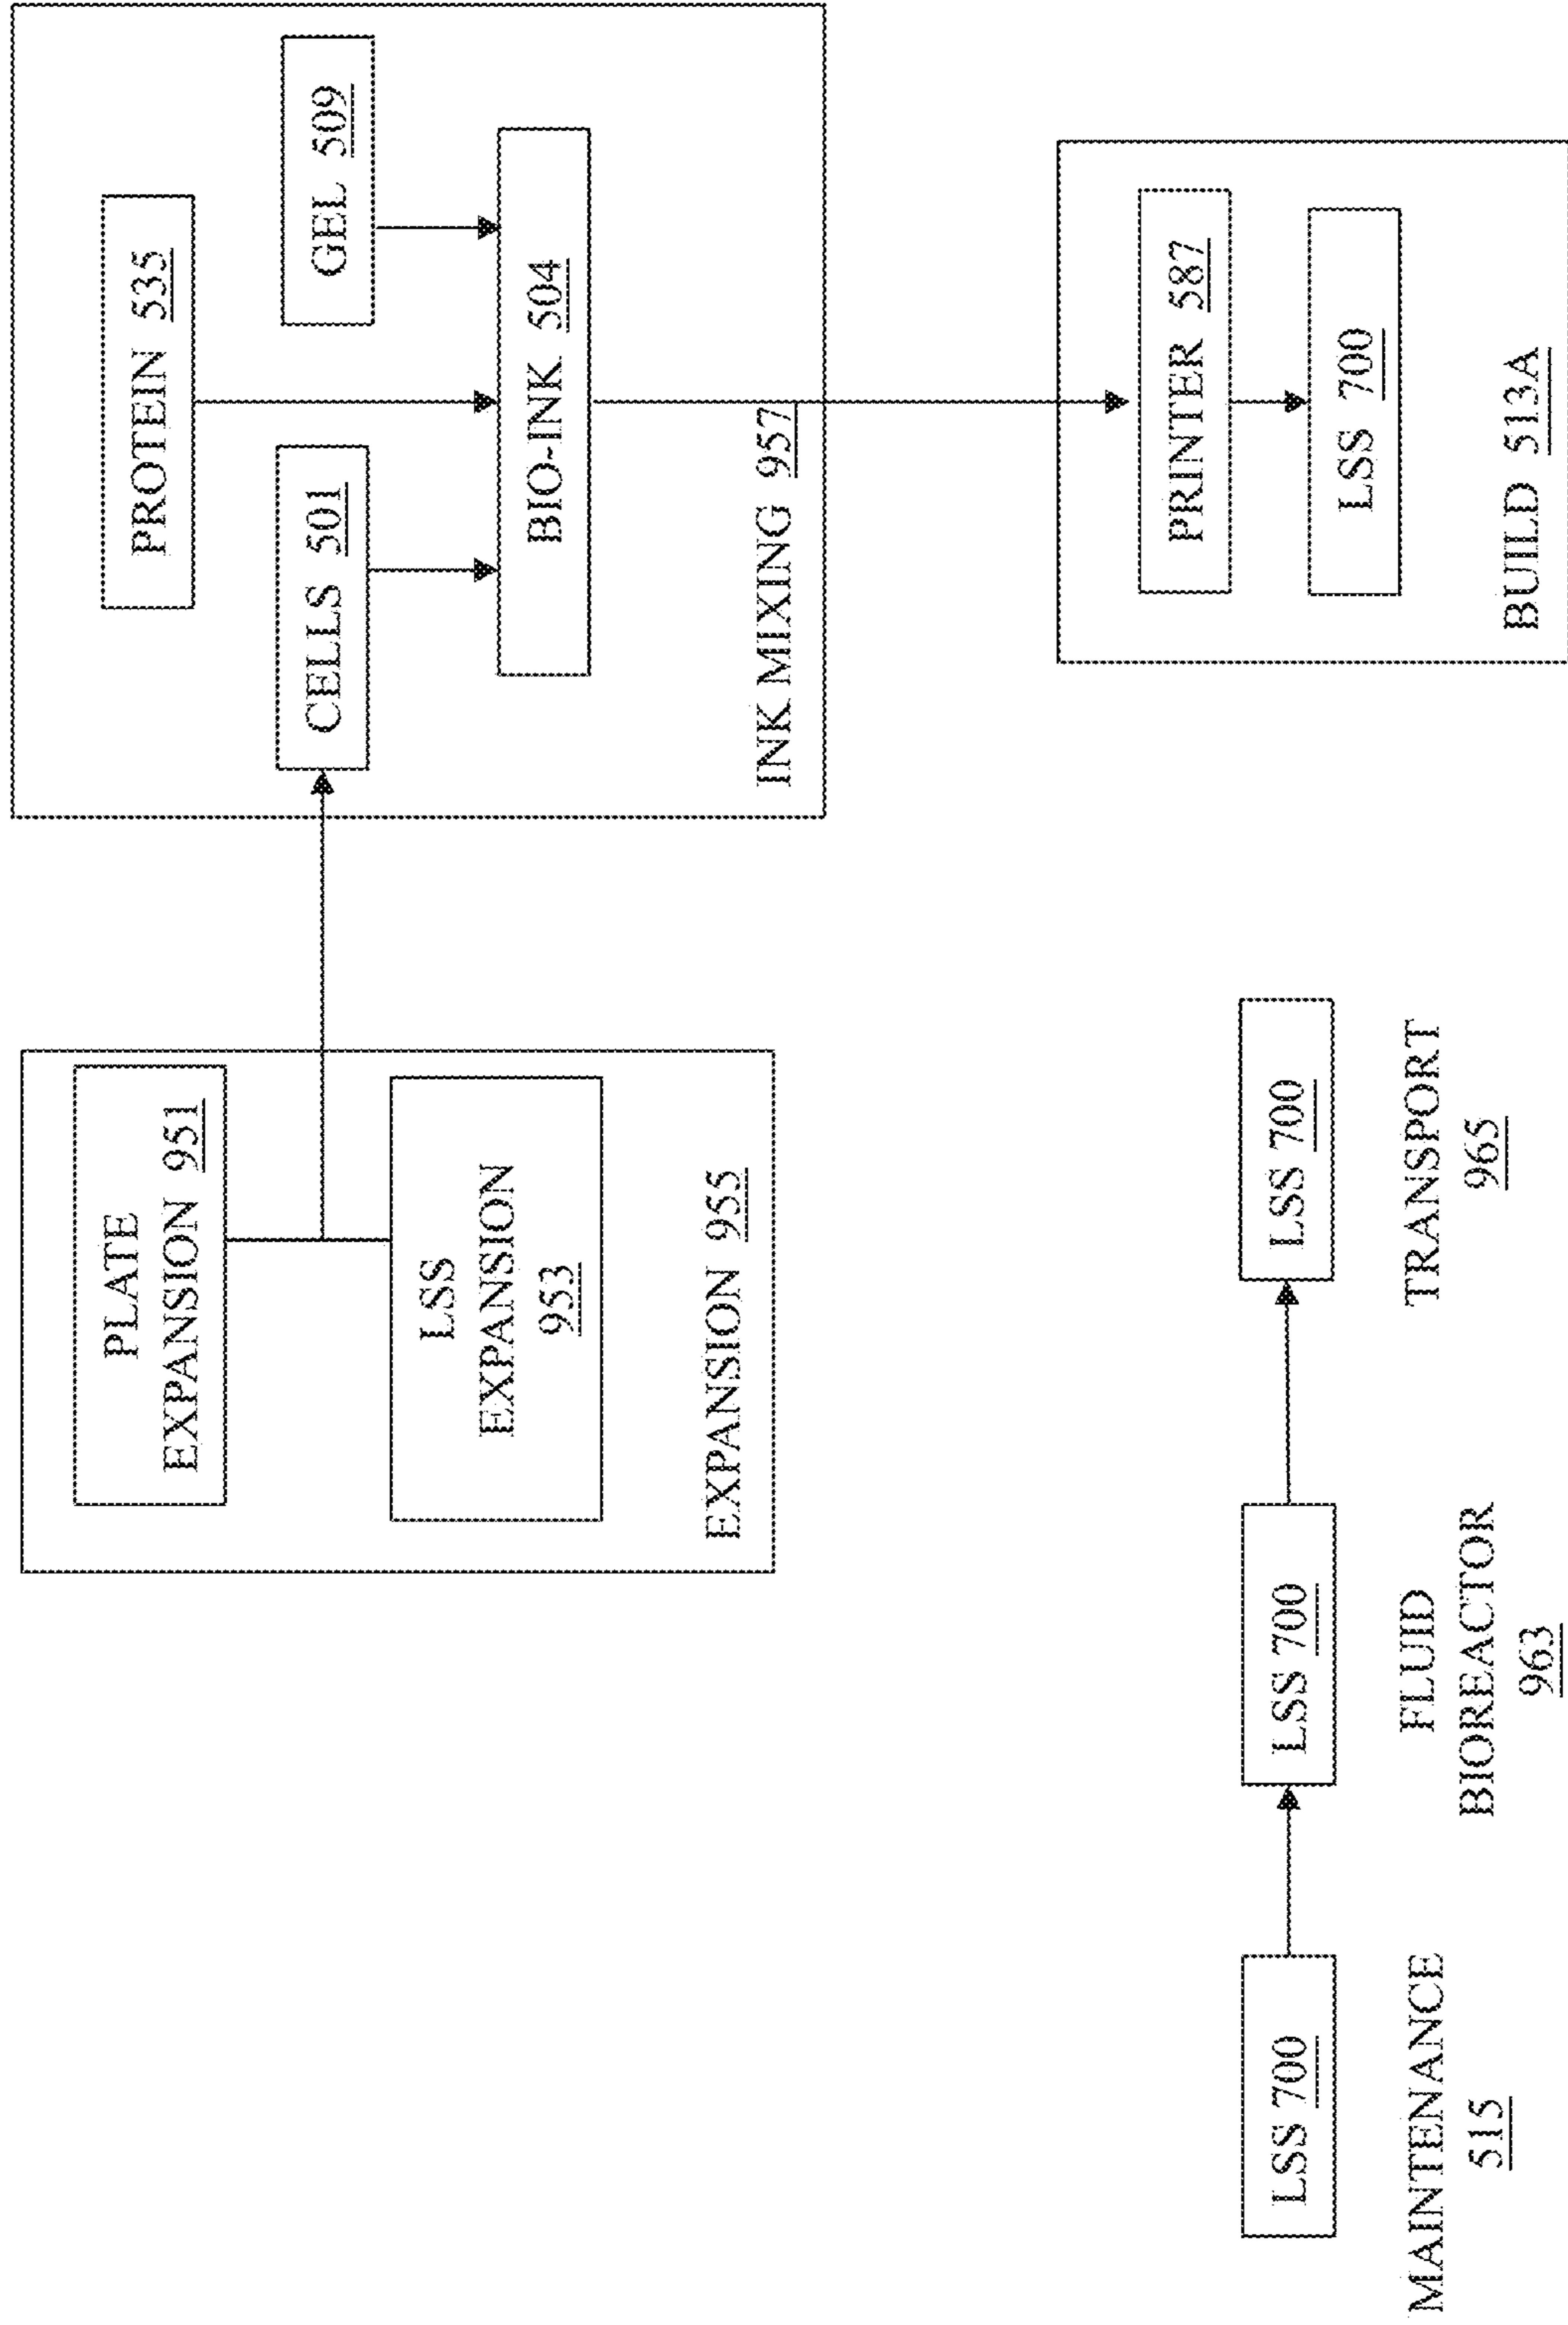 PLATE
EXPANSION 951
LSS
EXPANSION
953
EXPANSION 955
PROTEIN 535
CELLS 501
GEL 509
BIO-INK 504
INK MIXING 957
PRINTER 587
LSS 700
BUILD 513A
LSS 700
MAINTENANCE
515
LSS 700
FLUID
BIOREACTOR
963
LSS 700
TRANSPORT
965